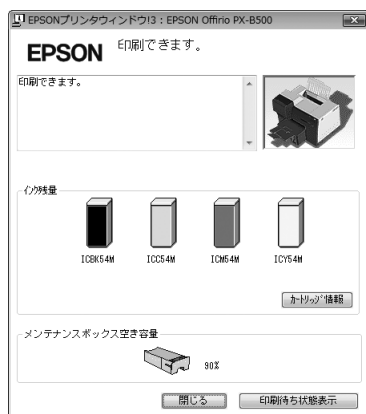 EPSONプリンタウィンドウ!3 : EPSON Offirio PX-B500
EPSON
印刷できます。
印刷できます。
インク残量
ICBK54M
ICC54M
ICM54M
ICY54M
カートリッジ情報
メンテナンスボックス空き容量
90%
閉じる
印刷待ち状態表示